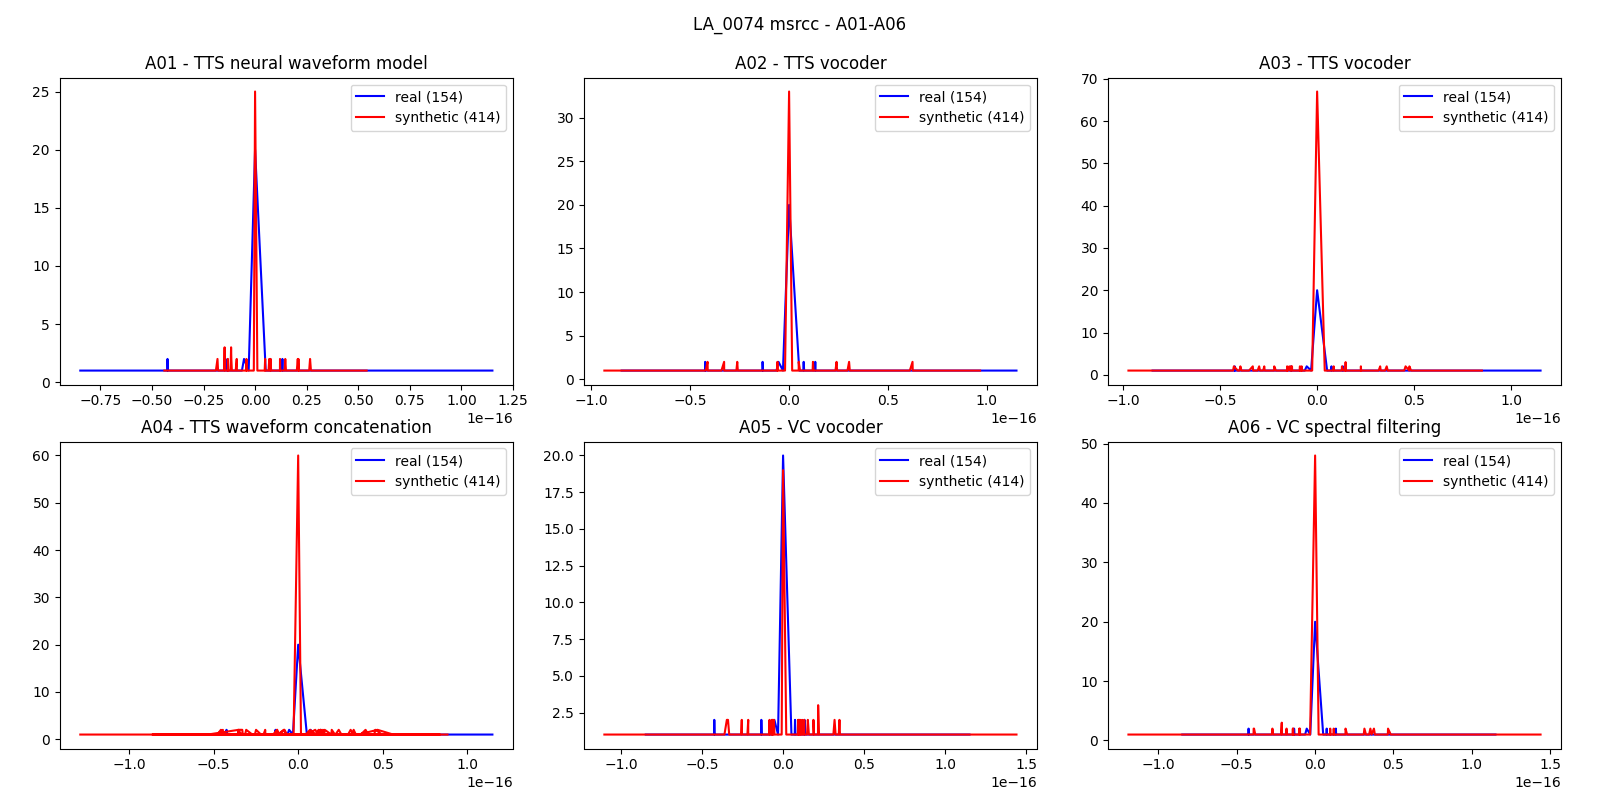 LA_0074 msrcc - A01-A06
A01 - TTS neural waveform model
25
20
15
10
5
0
real (154)
synthetic (414)
−0.75 −0.50 −0.25 0.00 0.25 0.50 0.75 1.00 1.25
1e−16
A02 - TTS vocoder
30
25
20
15
10
5
0
real (154)
synthetic (414)
−1.0 −0.5 0.0 0.5 1.0
1e−16
A03 - TTS vocoder
70
60
50
40
30
20
10
0
real (154)
synthetic (414)
−1.0 −0.5 0.0 0.5 1.0
1e−16
A04 - TTS waveform concatenation
60
50
40
30
20
10
0
real (154)
synthetic (414)
−1.0 −0.5 0.0 0.5 1.0
1e−16
A05 - VC vocoder
20.0
17.5
15.0
12.5
10.0
7.5
5.0
2.5
real (154)
synthetic (414)
−1.0 −0.5 0.0 0.5 1.0 1.5
1e−16
A06 - VC spectral filtering
50
40
30
20
10
0
real (154)
synthetic (414)
−1.0 −0.5 0.0 0.5 1.0 1.5
1e−16